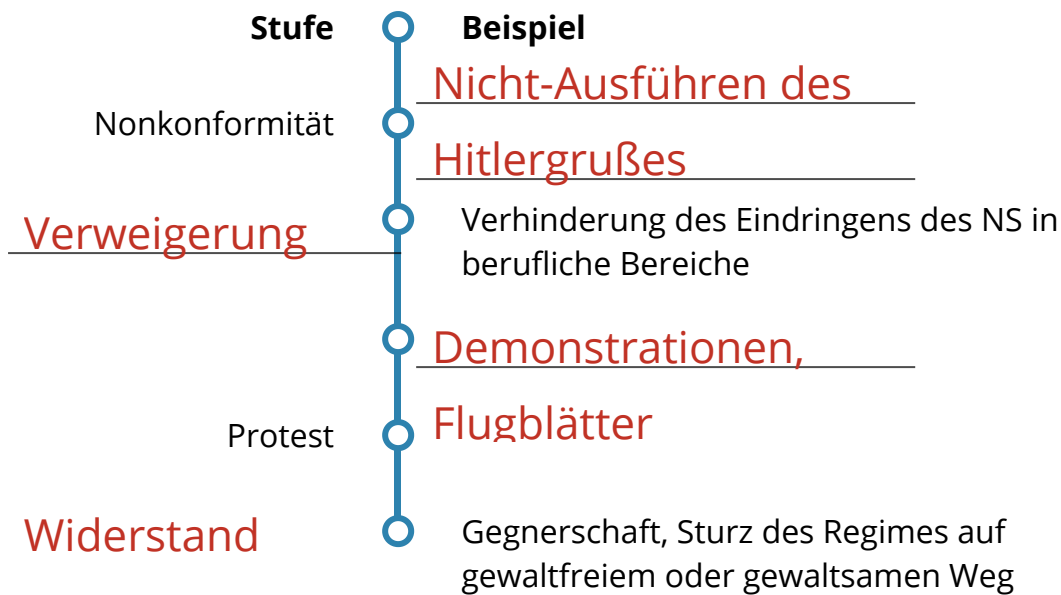 Stufe Beispiel
Nicht-Ausführen des
Nonkonformität
Hitlergrußes
Verweigerung
Verhinderung des Eindringens des NS in
berufliche Bereiche
Demonstrationen,
Flugblätter
Protest
Widerstand
Gegnerschaft, Sturz des Regimes auf
gewaltfreiem oder gewaltsamen Weg